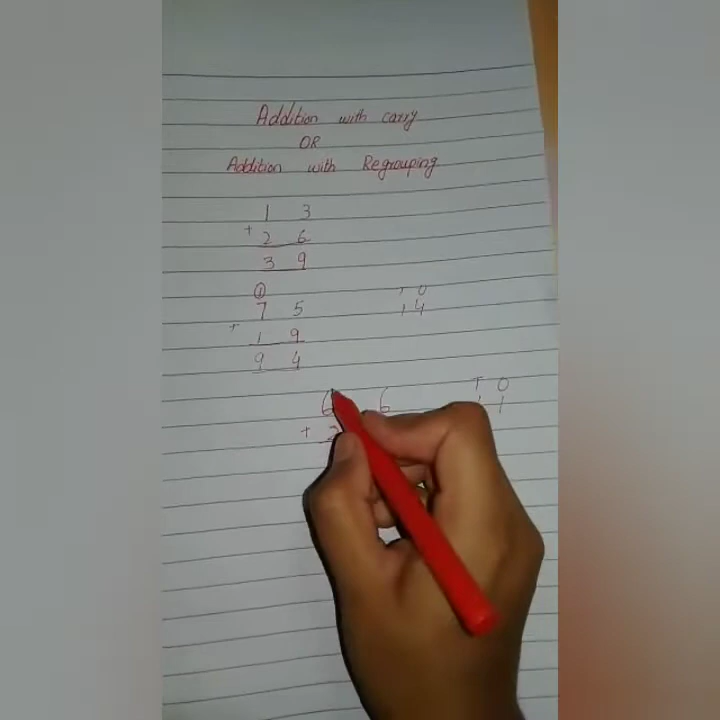 Addition with carry
OR
Addition with Regrouping
1 3
+ 2 6
3 9
①
7 5
+ 1 9
9 4
T O
1 4
6 6
+ 2
T O
1 1